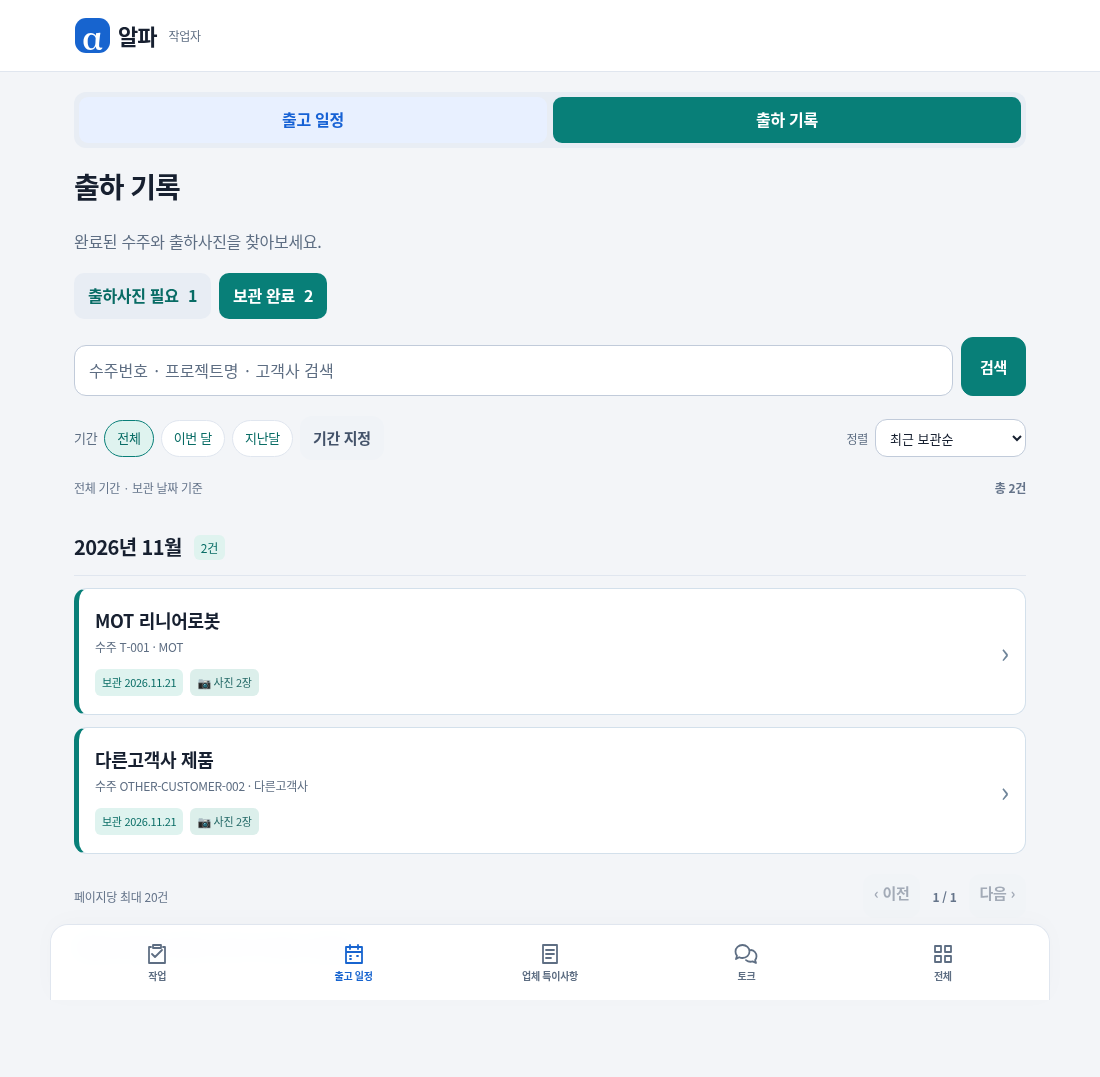 α 알파 작업자
출고 일정
출하 기록
출하 기록
완료된 수주와 출하사진을 찾아보세요.
출하사진 필요 1
보관 완료 2
수주번호 · 프로젝트명 · 고객사 검색
검색
기간 전체 이번 달 지난달 기간 지정
정렬 최근 보관순
전체 기간 · 보관 날짜 기준
총 2건
2026년 11월 2건
MOT 리니어로봇
수주 T-001 · MOT
보관 2026.11.21 📷 사진 2장
›
다른고객사 제품
수주 OTHER-CUSTOMER-002 · 다른고객사
보관 2026.11.21 📷 사진 2장
›
페이지당 최대 20건
‹ 이전 1 / 1 다음 ›
작업
출고 일정
업체 특이사항
토크
전체